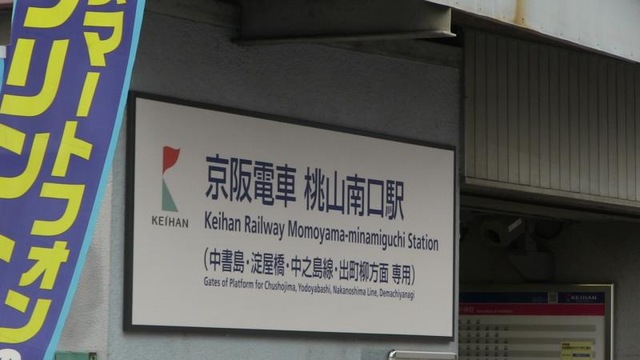 スマートフォン
KEIHAN
京阪電車 桃山南口駅
Keihan Railway Momoyama-minamiguchi Station
(中書島・淀屋橋・中之島線・出町柳方面 専用)
Gates of Platform for Chushojima, Yodoyabashi, Nakanoshima Line, Demachiyanagi
KEIHAN